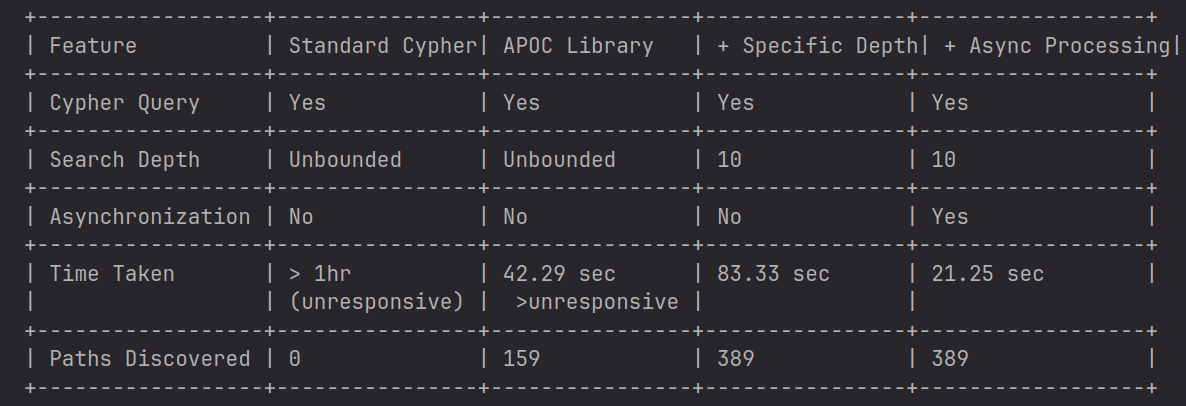 +------------------+----------------+----------------+----------------+------------------+
| Feature          | Standard Cypher| APOC Library   | + Specific Depth| + Async Processing|
+------------------+----------------+----------------+----------------+------------------+
| Cypher Query     | Yes            | Yes            | Yes            | Yes              |
+------------------+----------------+----------------+----------------+------------------+
| Search Depth     | Unbounded      | Unbounded      | 10             | 10               |
+------------------+----------------+----------------+----------------+------------------+
| Asynchronization | No             | No             | No             | Yes              |
+------------------+----------------+----------------+----------------+------------------+
| Time Taken       | > 1hr          | 42.29 sec      | 83.33 sec      | 21.25 sec        |
|                  | (unresponsive) |  >unresponsive |                |
+------------------+----------------+----------------+----------------+------------------+
| Paths Discovered | 0              | 159            | 389            | 389              |
+------------------+----------------+----------------+----------------+------------------+